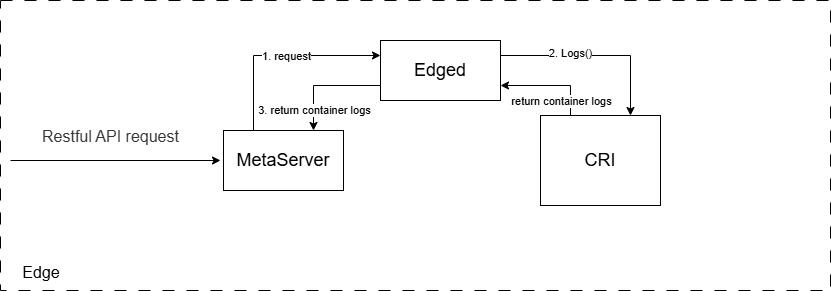 1. request
Edged
2. Logs()
3. return container logs
return container logs
Restful API request
MetaServer
CRI
Edge